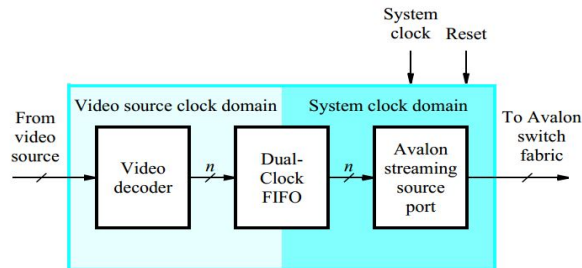 System
clock
Reset
Video source clock domain
System clock domain
From
video
source
To Avalon
switch
fabric
Video
decoder
n
Dual-
Clock
FIFO
n
Avalon
streaming
source
port